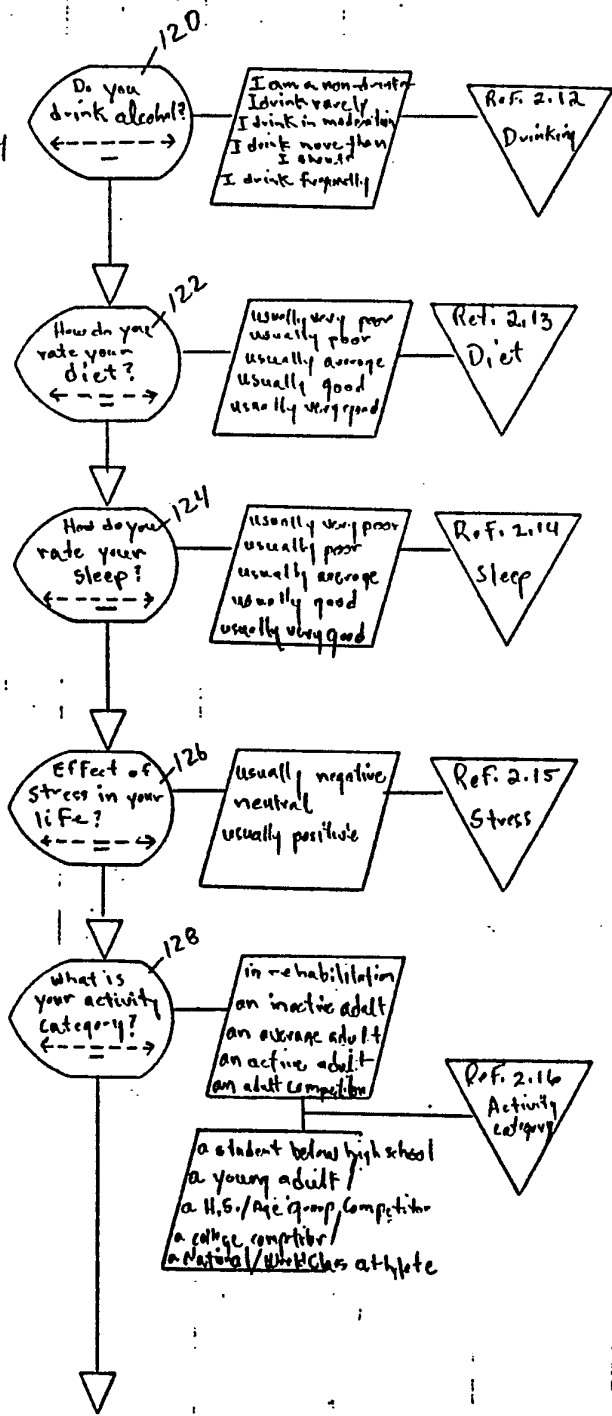 120
Do you
drink alcohol?
I am a non-drinker
I drink rarely
I drink in moderation
I drink more than
I should
I drink frequently
Ref. 2.12
Drinking
122
How do you
rate your
diet?
usually very poor
usually poor
usually average
usually good
usually very good
Ref. 2.13
Diet
124
How do you
rate your
sleep?
usually very poor
usually poor
usually average
usually good
usually very good
Ref. 2.14
Sleep
126
Effect of
stress in your
life?
usually negative
neutral
usually positive
Ref. 2.15
Stress
128
What is
your activity
category?
in rehabilitation
an inactive adult
an average adult
an active adult
an adult competitor
Ref. 2.16
Activity
category
a student below high school
a young adult
a H.S./Age group competitor
a college competitor
a National/World Class athlete